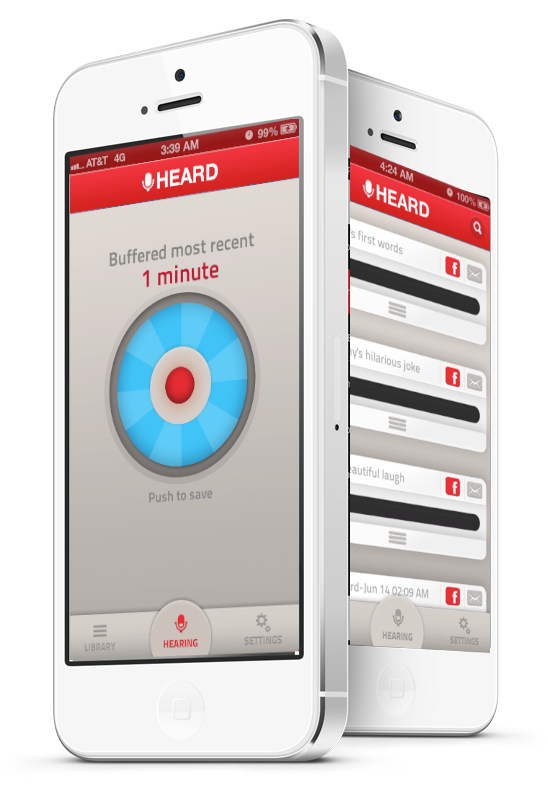 AT&T 4G 3:39 AM 99%
HEARD
Buffered most recent
1 minute
Push to save
LIBRARY
HEARING
SETTINGS
4:24 AM 100%
HEARD
's first words
f
y's hilarious joke
f
eautiful laugh
f
rd-Jun 14 02:09 AM
f
HEARING
SETTINGS